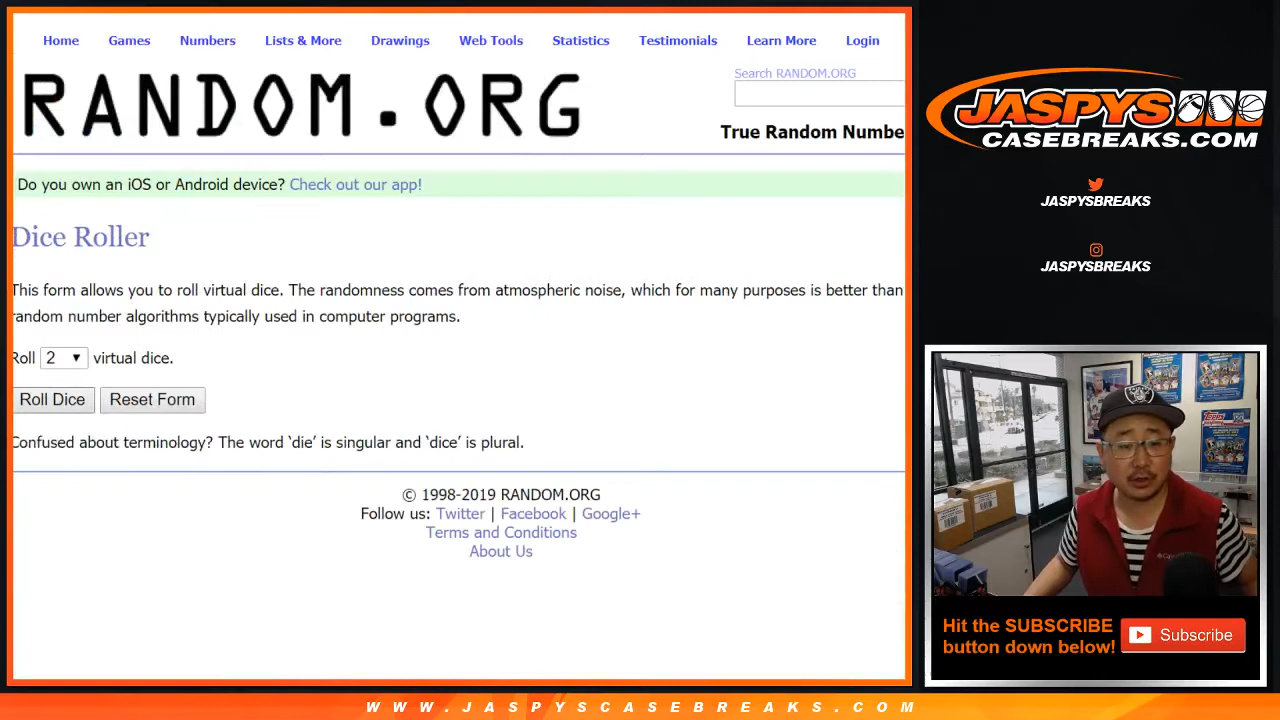 Home Games Numbers Lists & More Drawings Web Tools Statistics Testimonials Learn More Login
RANDOM.ORG
Search RANDOM.ORG
True Random Numbe
Do you own an iOS or Android device? Check out our app!
Dice Roller
This form allows you to roll virtual dice. The randomness comes from atmospheric noise, which for many purposes is better than
random number algorithms typically used in computer programs.
Roll 2 virtual dice.
Roll Dice Reset Form
Confused about terminology? The word ‘die’ is singular and ‘dice’ is plural.
© 1998-2019 RANDOM.ORG
Follow us: Twitter | Facebook | Google+
Terms and Conditions
About Us
JASPYS
CASEBREAKS.COM
JASPYSBREAKS
JASPYSBREAKS
Topps
Hit the SUBSCRIBE
button down below!
Subscribe
WWW.JASPYSCASEBREAKS.COM